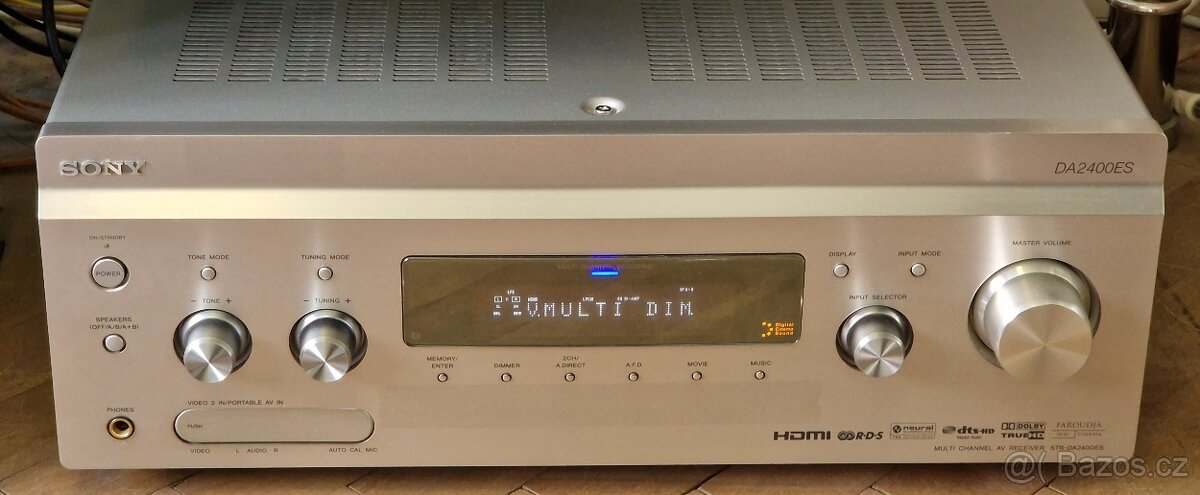 SONY
DA2400ES
ON/STANDBY
POWER
TONE MODE
TUNING MODE
DISPLAY
INPUT MODE
MASTER VOLUME
− TONE +
− TUNING +
INPUT SELECTOR
SPEAKERS
(OFF/A/B/A+B)
V.MULTI DIM
Digital
Cinema
Sound
MEMORY/
ENTER
DIMMER
2CH/
A.DIRECT
A.F.D
MOVIE
MUSIC
PHONES
VIDEO 2 IN/PORTABLE AV IN
PUSH
VIDEO
L AUDIO R
AUTO CAL MIC
HDMI
R·D·S
neural
dts-HD
Master Audio
DOLBY
TRUEHD
FAROUDJA
MULTI CHANNEL AV RECEIVER STR-DA2400ES
Bazos.cz